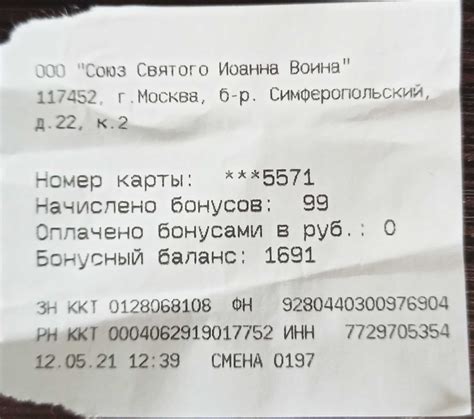 ООО "Союз Святого Иоанна Воина"
117452, г.Москва, б-р. Симферопольский,
д.22, к.2
Номер карты: ***5571
Начислено бонусов: 99
Оплачено бонусами в руб.: 0
Бонусный баланс: 1691
ЗН ККТ 0128068108 ФН 9280440300976904
РН ККТ 0004062919017752 ИНН 7729705354
12.05.21 12:39 СМЕНА 0197